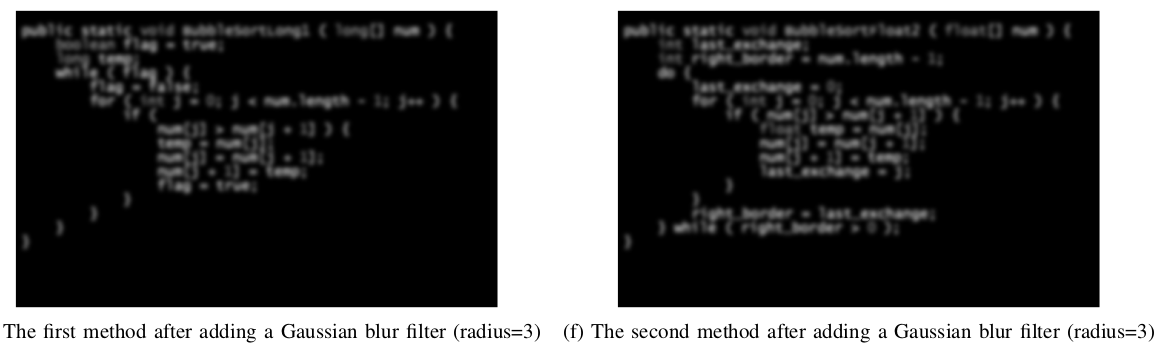 public static void BubbleSortLong1 ( long[] num ) {
boolean flag = true;
long temp;
while ( flag ) {
flag = false;
for ( int j = 0; j < num.length - 1; j++ ) {
if (
num[j] > num[j + 1] ) {
temp = num[j];
num[j] = num[j + 1];
num[j + 1] = temp;
flag = true;
}
}
}
}
The first method after adding a Gaussian blur filter (radius=3)
public static void BubbleSortFloat2 ( float[] num ) {
int last_exchange;
int right_border = num.length - 1;
do {
last_exchange = 0;
for ( int j = 0; j < num.length - 1; j++ ) {
if ( num[j] > num[j + 1] ) {
float temp = num[j];
num[j] = num[j + 1];
num[j + 1] = temp;
last_exchange = j;
}
}
right_border = last_exchange;
} while ( right_border > 0 );
}
(f) The second method after adding a Gaussian blur filter (radius=3)